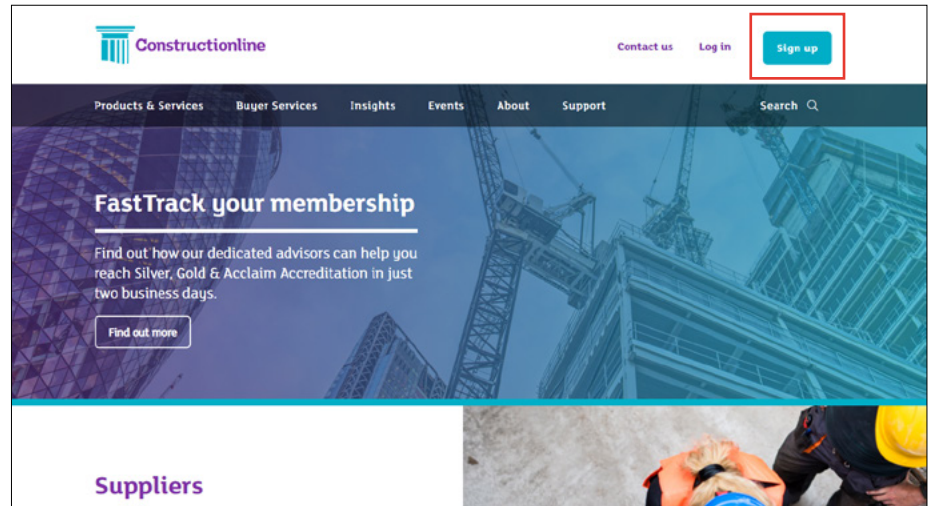 Constructionline
Contact us
Log in
Sign up
Products & Services
Buyer Services
Insights
Events
About
Support
Search
FastTrack your membership
Find out how our dedicated advisors can help you
reach Silver, Gold & Acclaim Accreditation in just
two business days.
Find out more
Suppliers